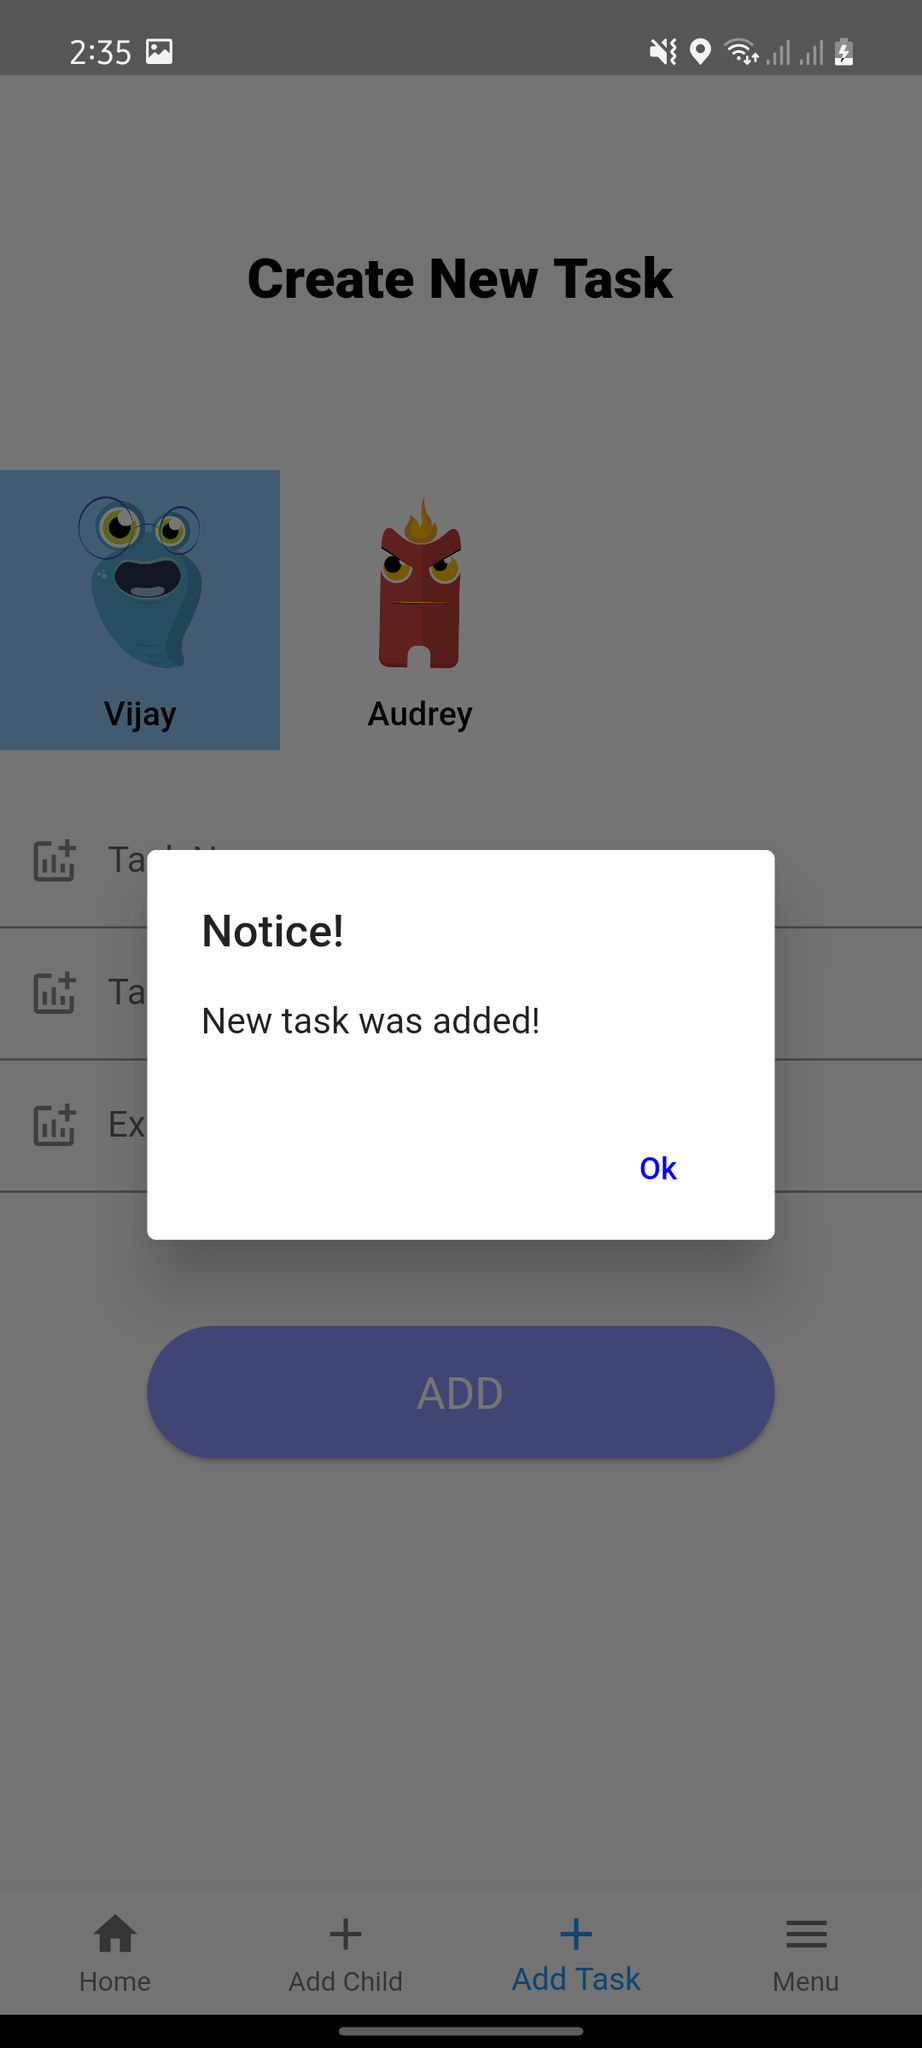 2:35
Create New Task
Vijay
Audrey
Notice!
New task was added!
Ok
ADD
Home
Add Child
Add Task
Menu